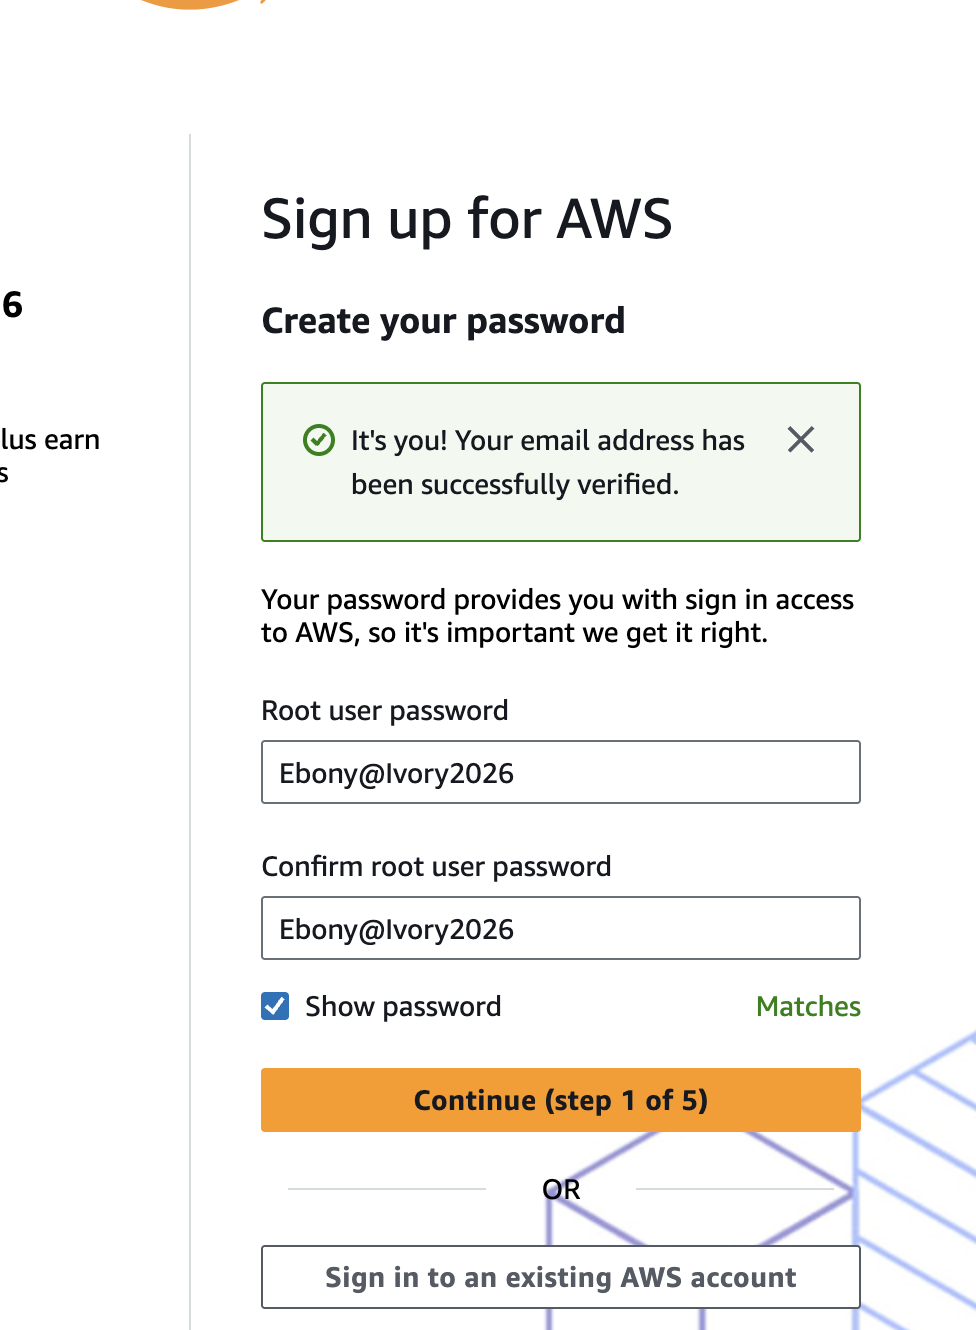 6
lus earn
s
Sign up for AWS
Create your password
It's you! Your email address has
been successfully verified.
Your password provides you with sign in access
to AWS, so it's important we get it right.
Root user password
Ebony@Ivory2026
Confirm root user password
Ebony@Ivory2026
Show password
Matches
Continue (step 1 of 5)
OR
Sign in to an existing AWS account